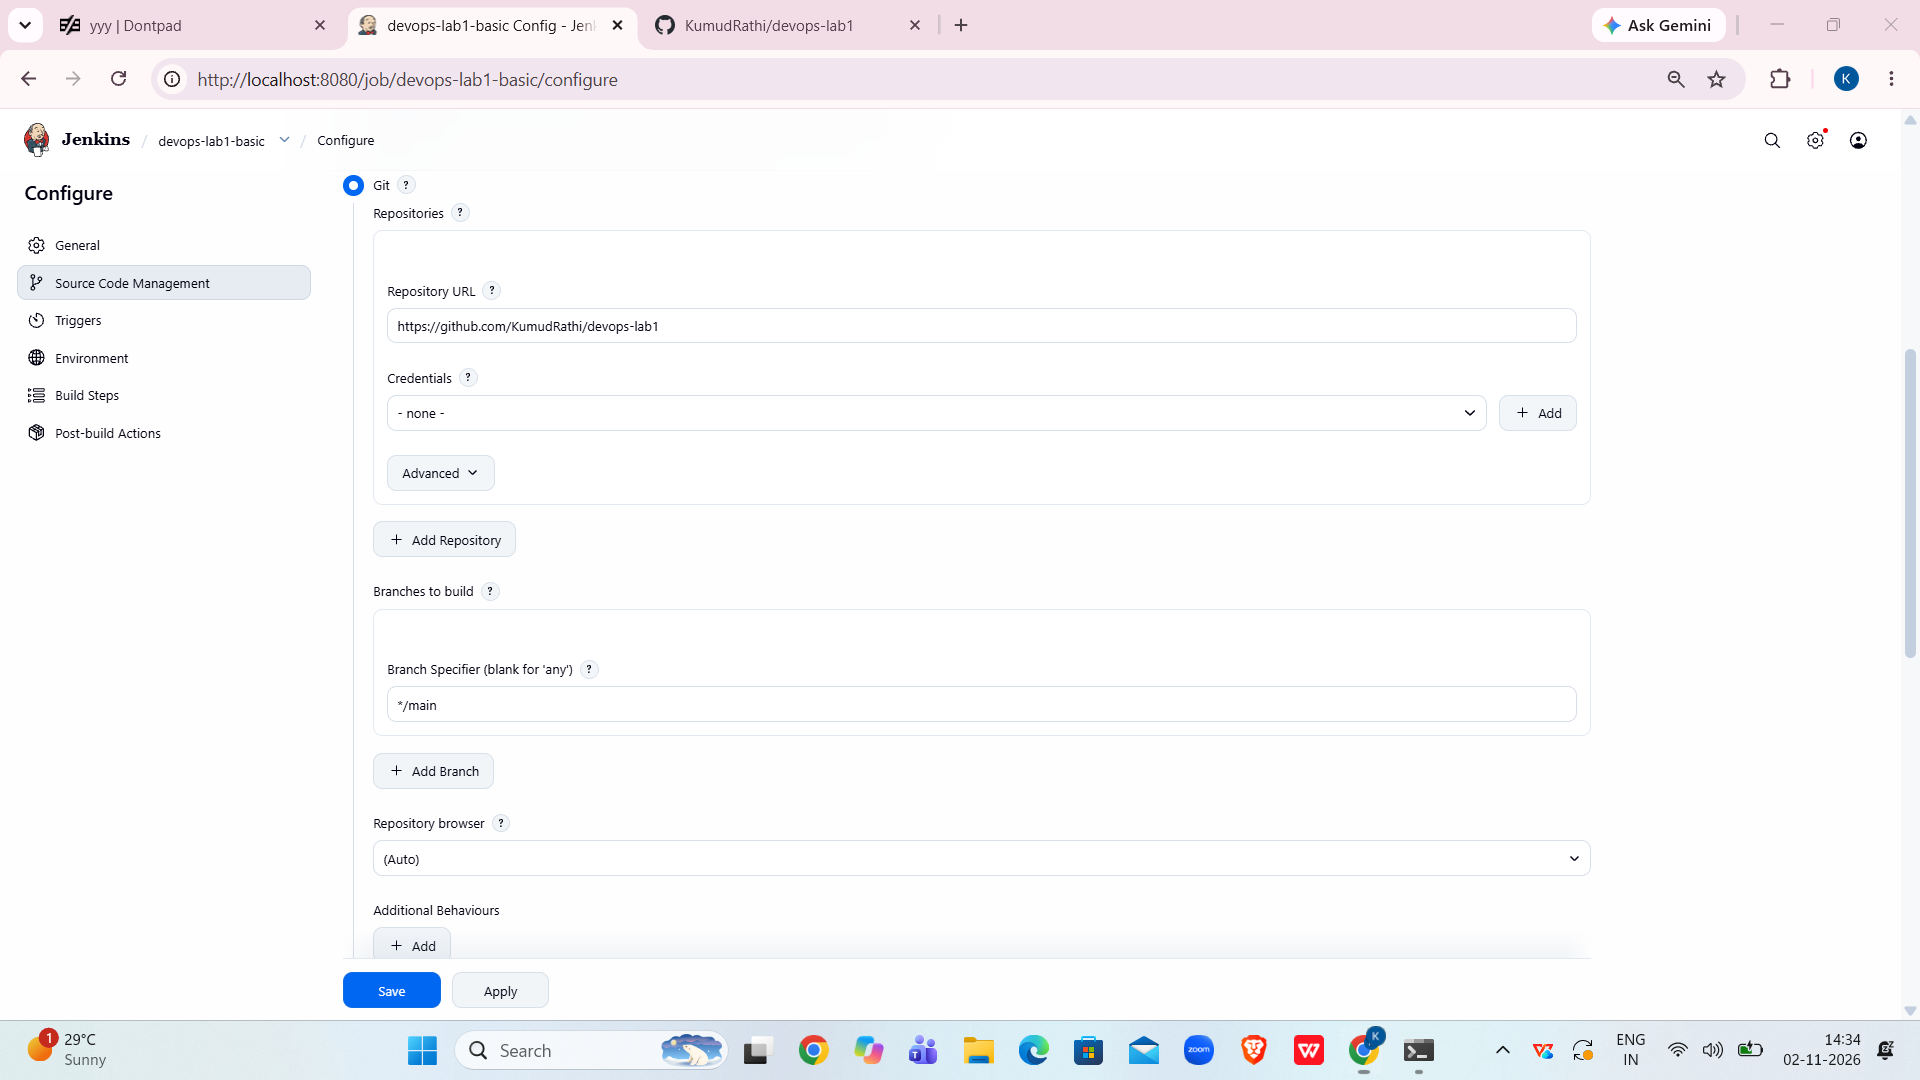 yyy | Dontpad
devops-lab1-basic Config - Jen
KumudRathi/devops-lab1
Ask Gemini
http://localhost:8080/job/devops-lab1-basic/configure
K
Jenkins / devops-lab1-basic / Configure
Configure
General
Source Code Management
Triggers
Environment
Build Steps
Post-build Actions
Git ?
Repositories ?
Repository URL ?
https://github.com/KumudRathi/devops-lab1
Credentials ?
- none -
+ Add
Advanced
+ Add Repository
Branches to build ?
Branch Specifier (blank for 'any') ?
*/main
+ Add Branch
Repository browser ?
(Auto)
Additional Behaviours
+ Add
Save
Apply
1
29°C
Sunny
Search
T
zoom
W
K
ENG
IN
14:34
02-11-2026